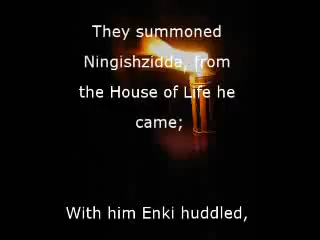 They summoned
Ningishzidda, from
the House of Life he
came;
With him Enki huddled,